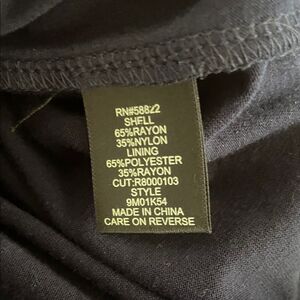 RN#58822
SHELL
65%RAYON
35%NYLON
LINING
65%POLYESTER
35%RAYON
CUT:R8000103
STYLE
9M01K54
MADE IN CHINA
CARE ON REVERSE